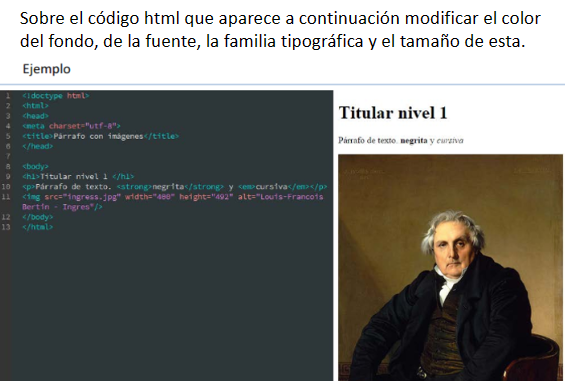 Sobre el código html que aparece a continuación modificar el color
del fondo, de la fuente, la familia tipográfica y el tamaño de esta.
Ejemplo
1 <!doctype html>
2 <html>
3 <head>
4 <meta charset="utf-8">
5 <title>Párrafo con imágenes</title>
6 </head>
7
8 <body>
9 <h1>Titular nivel 1 </h1>
10 <p>Párrafo de texto. <strong>negrita</strong> y <em>cursiva</em></p>
11 <img src="ingress.jpg" width="400" height="492" alt="Louis-Francois
Bertin - Ingres"/>
12 </body>
13 </html>
Titular nivel 1
Párrafo de texto. negrita y cursiva